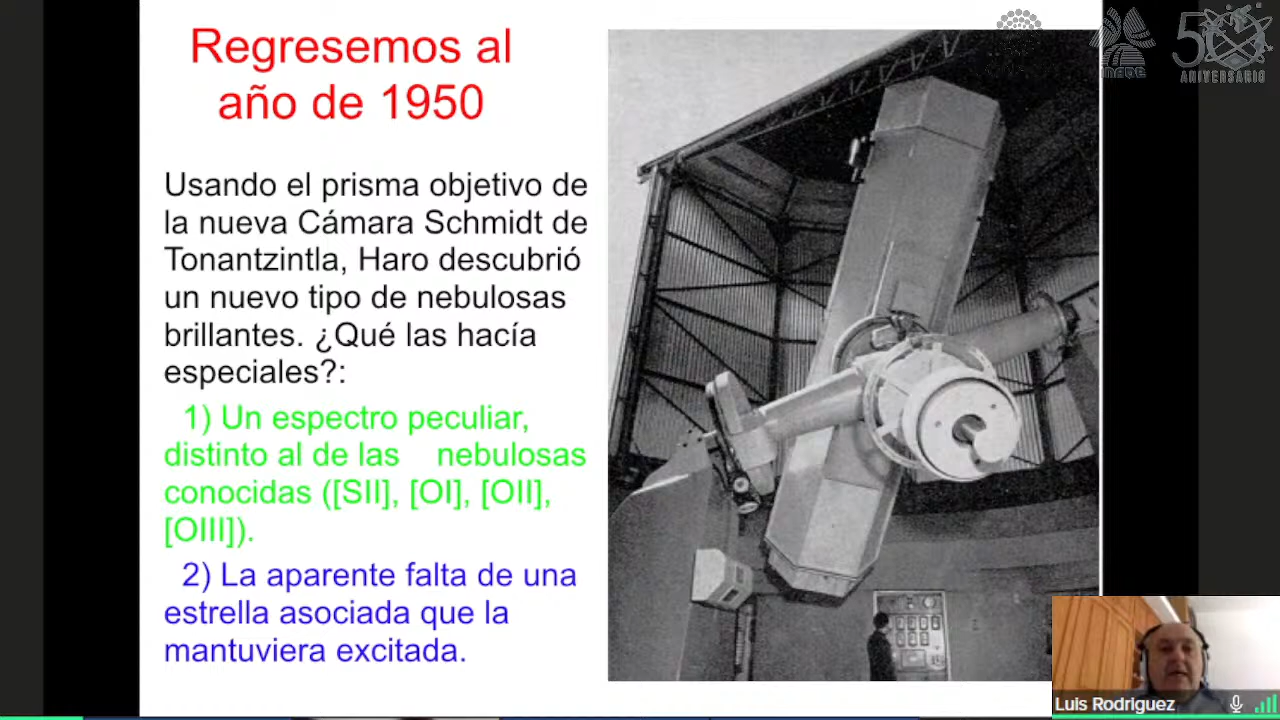 Regresemos al
año de 1950
Usando el prisma objetivo de
la nueva Cámara Schmidt de
Tonantzintla, Haro descubrió
un nuevo tipo de nebulosas
brillantes. ¿Qué las hacía
especiales?:
1) Un espectro peculiar,
distinto al de las nebulosas
conocidas ([SII], [OI], [OII],
[OIII]).
2) La aparente falta de una
estrella asociada que la
mantuviera excitada.
inaoe
50
ANIVERSARIO
Luis Rodriguez